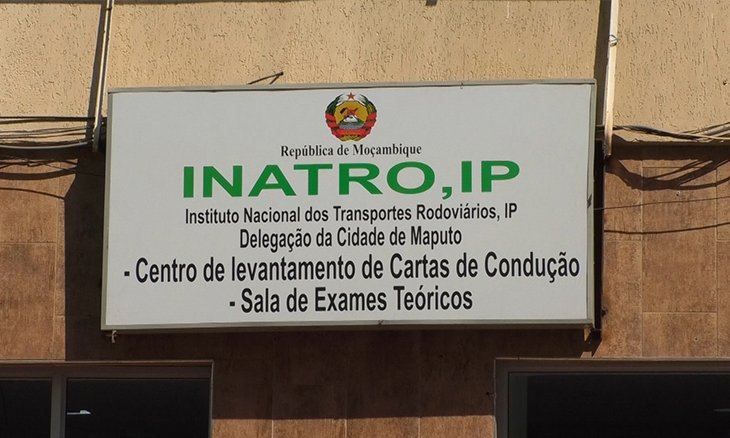 República de Moçambique
INATRO,IP
Instituto Nacional dos Transportes Rodoviários, IP
Delegação da Cidade de Maputo
- Centro de levantamento de Cartas de Condução
- Sala de Exames Teóricos